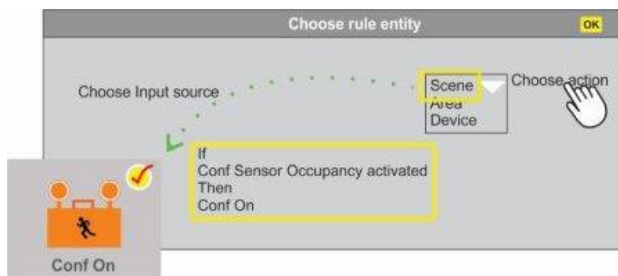 Choose rule entity
OK
Choose Input source
Scene
Choose action
Area
Device
If
Conf Sensor Occupancy activated
Then
Conf On
Conf On